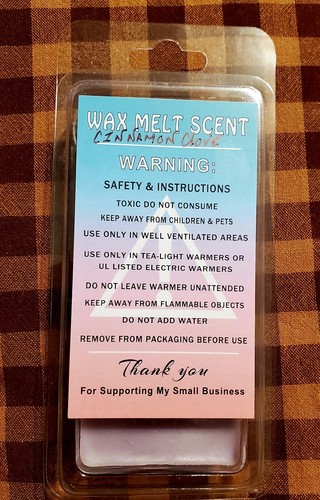 WAX MELT SCENT
CINNAMON CLOVE
WARNING:
SAFETY & INSTRUCTIONS
TOXIC DO NOT CONSUME
KEEP AWAY FROM CHILDREN & PETS
USE ONLY IN WELL VENTILATED AREAS
USE ONLY IN TEA-LIGHT WARMERS OR
UL LISTED ELECTRIC WARMERS
DO NOT LEAVE WARMER UNATTENDED
KEEP AWAY FROM FLAMMABLE OBJECTS
DO NOT ADD WATER
REMOVE FROM PACKAGING BEFORE USE
Thank you
For Supporting My Small Business